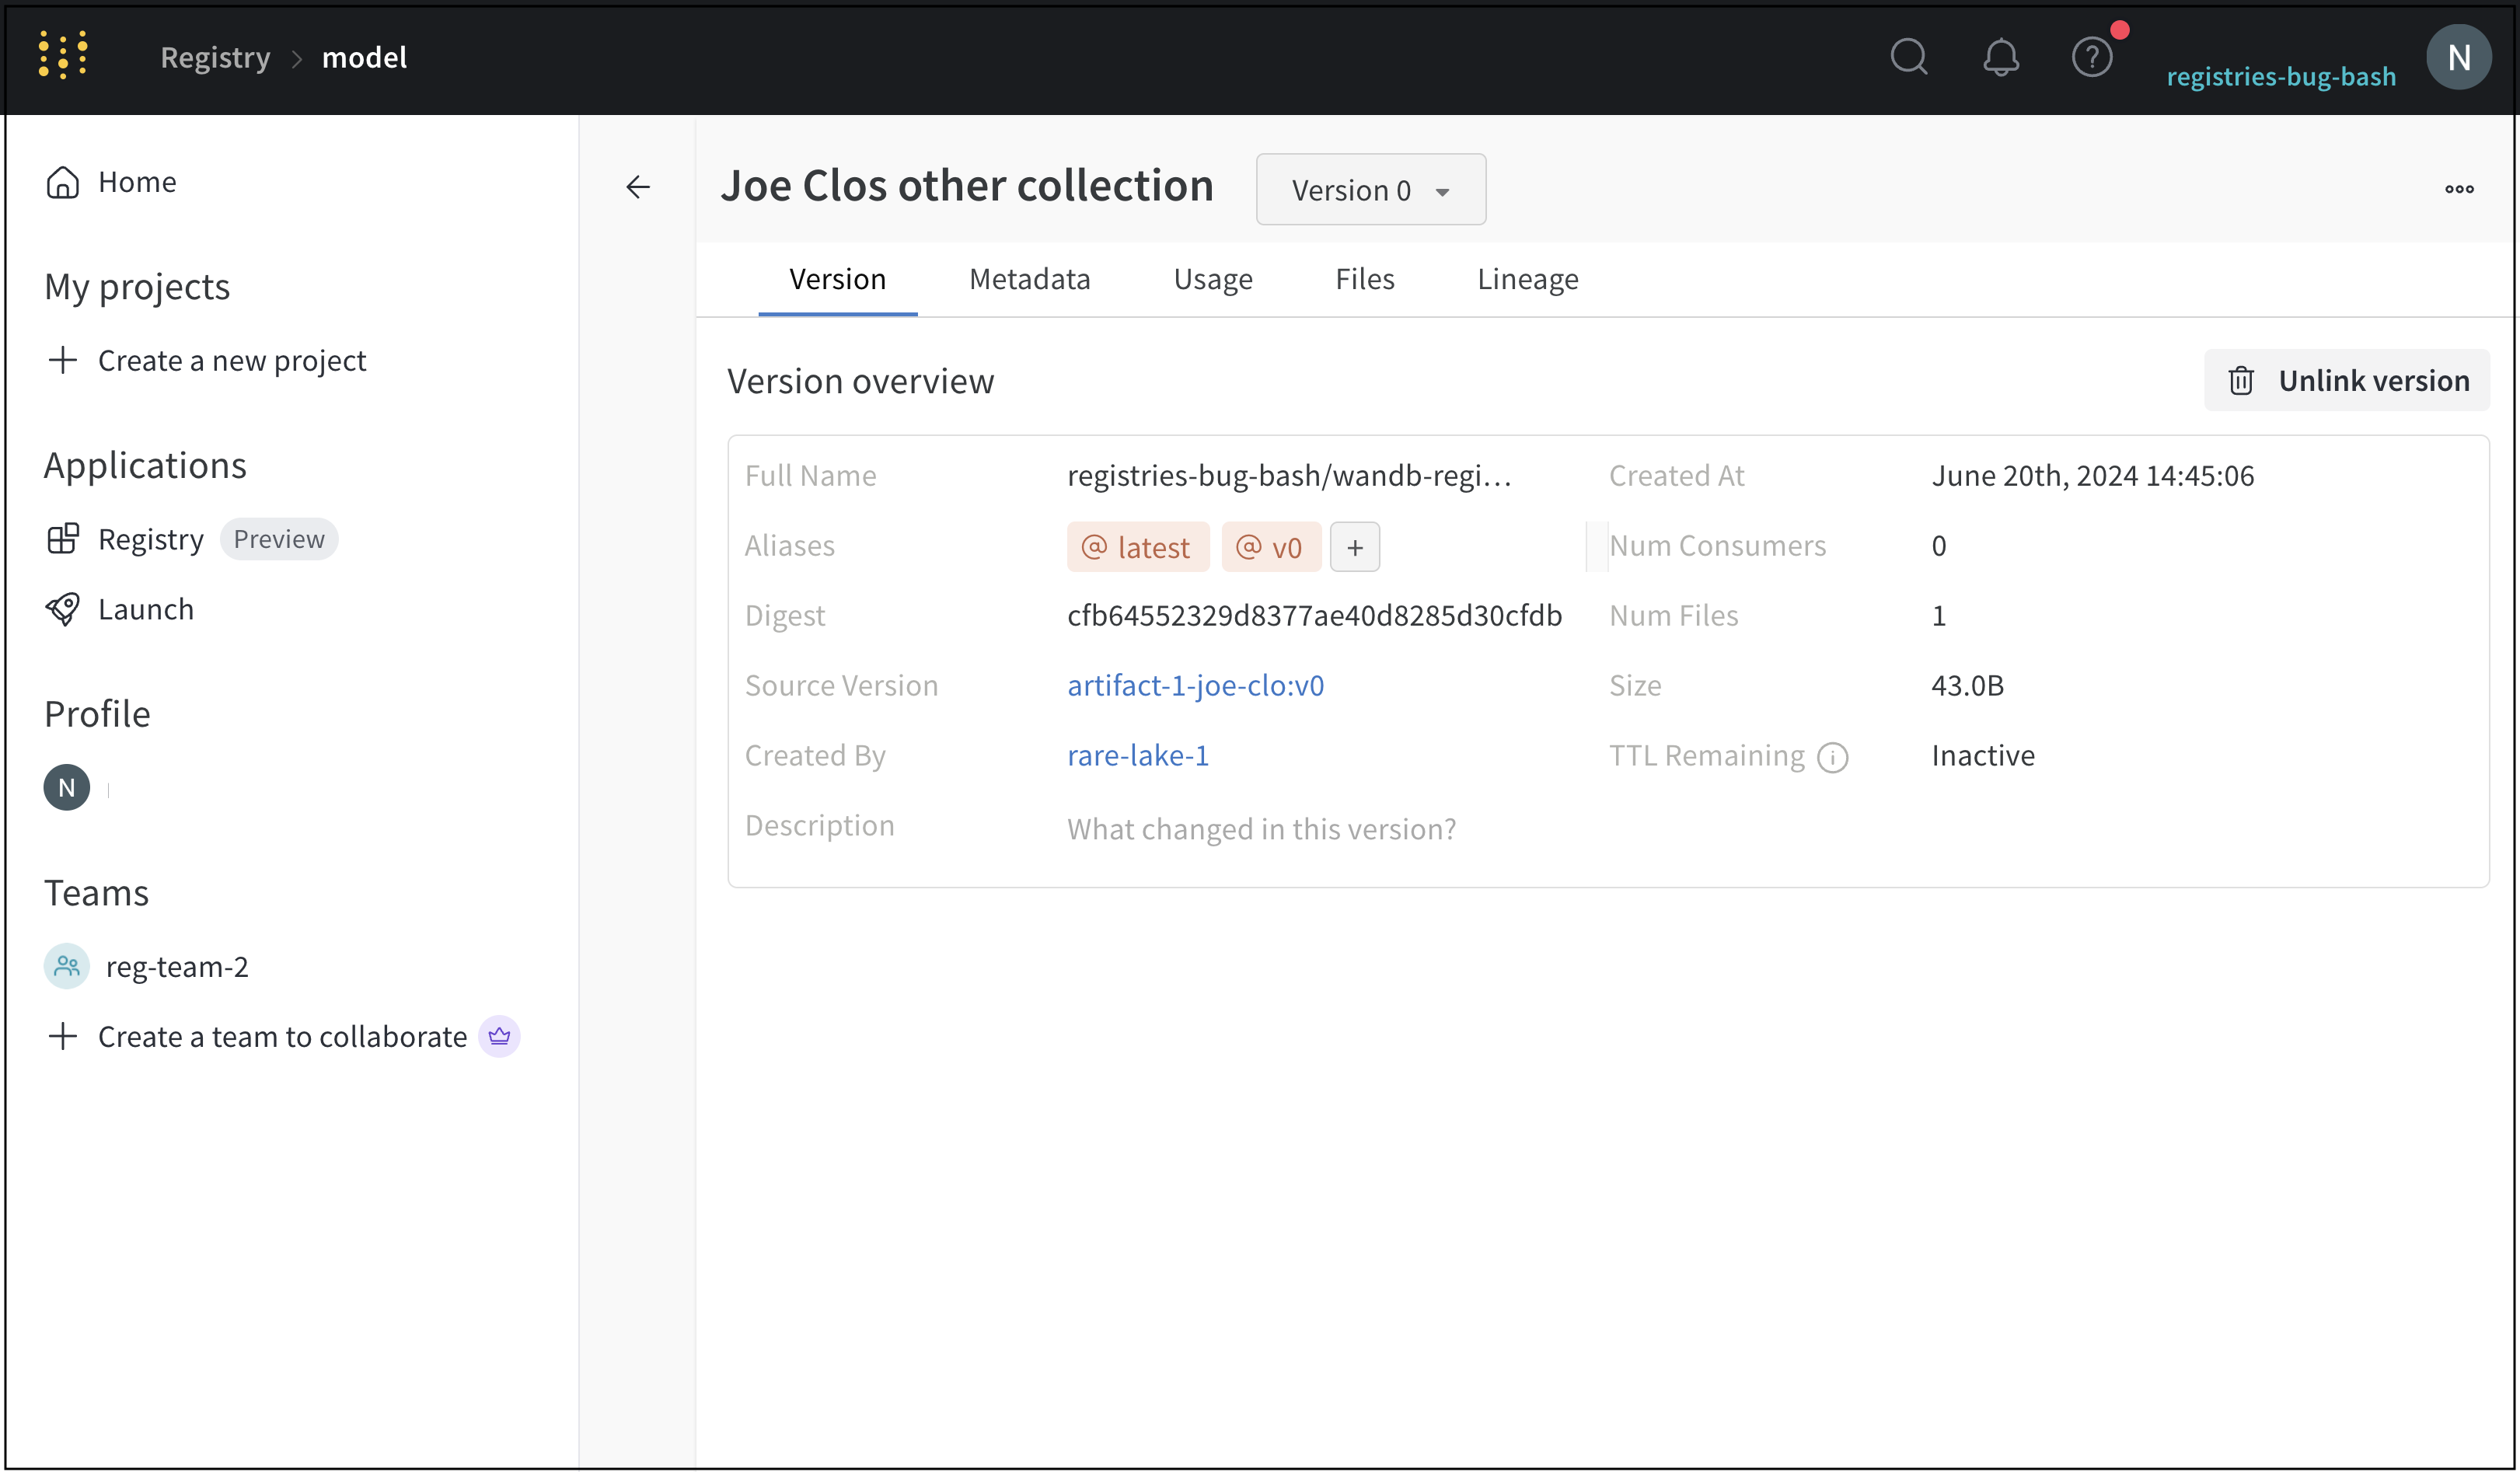 Registry > model
registries-bug-bash
N
Home
My projects
Create a new project
Applications
Registry Preview
Launch
Profile
N
Teams
reg-team-2
Create a team to collaborate
Joe Clos other collection
Version 0
Version Metadata Usage Files Lineage
Version overview
Unlink version
Full Name registries-bug-bash/wandb-regi... Created At June 20th, 2024 14:45:06
Aliases @ latest @ v0 + Num Consumers 0
Digest cfb64552329d8377ae40d8285d30cfdb Num Files 1
Source Version artifact-1-joe-clo:v0 Size 43.0B
Created By rare-lake-1 TTL Remaining Inactive
Description What changed in this version?